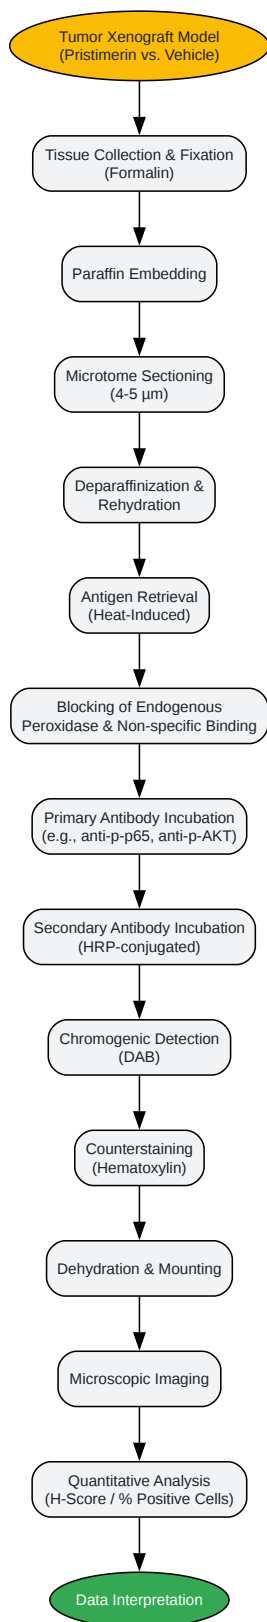 Tumor Xenograft Model
(Pristimerin vs. Vehicle)
Tissue Collection & Fixation
(Formalin)
Paraffin Embedding
Microtome Sectioning
(4-5 µm)
Deparaffinization &
Rehydration
Antigen Retrieval
(Heat-Induced)
Blocking of Endogenous
Peroxidase & Non-specific Binding
Primary Antibody Incubation
(e.g., anti-p-p65, anti-p-AKT)
Secondary Antibody Incubation
(HRP-conjugated)
Chromogenic Detection
(DAB)
Counterstaining
(Hematoxylin)
Dehydration & Mounting
Microscopic Imaging
Quantitative Analysis
(H-Score / % Positive Cells)
Data Interpretation